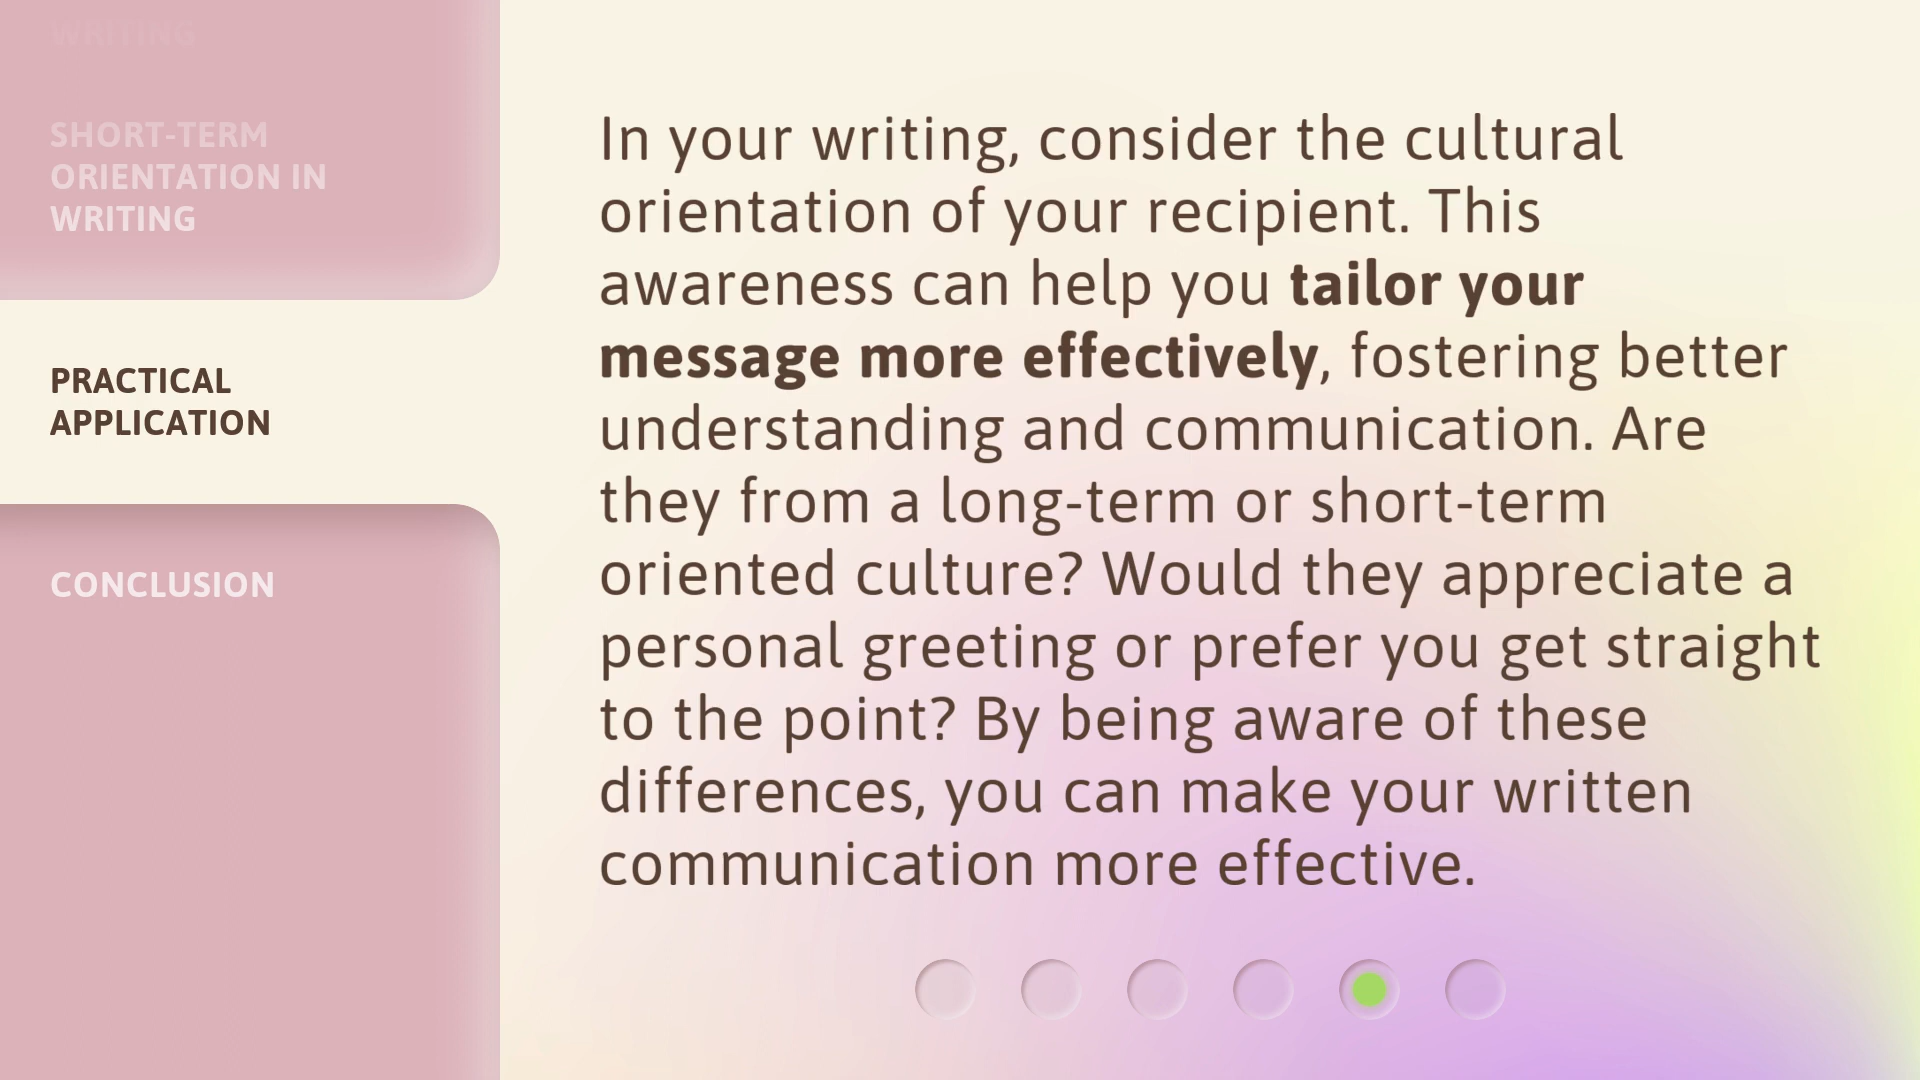 WRITING
SHORT-TERM
ORIENTATION IN
WRITING
PRACTICAL
APPLICATION
CONCLUSION
In your writing, consider the cultural
orientation of your recipient. This
awareness can help you tailor your
message more effectively, fostering better
understanding and communication. Are
they from a long-term or short-term
oriented culture? Would they appreciate a
personal greeting or prefer you get straight
to the point? By being aware of these
differences, you can make your written
communication more effective.